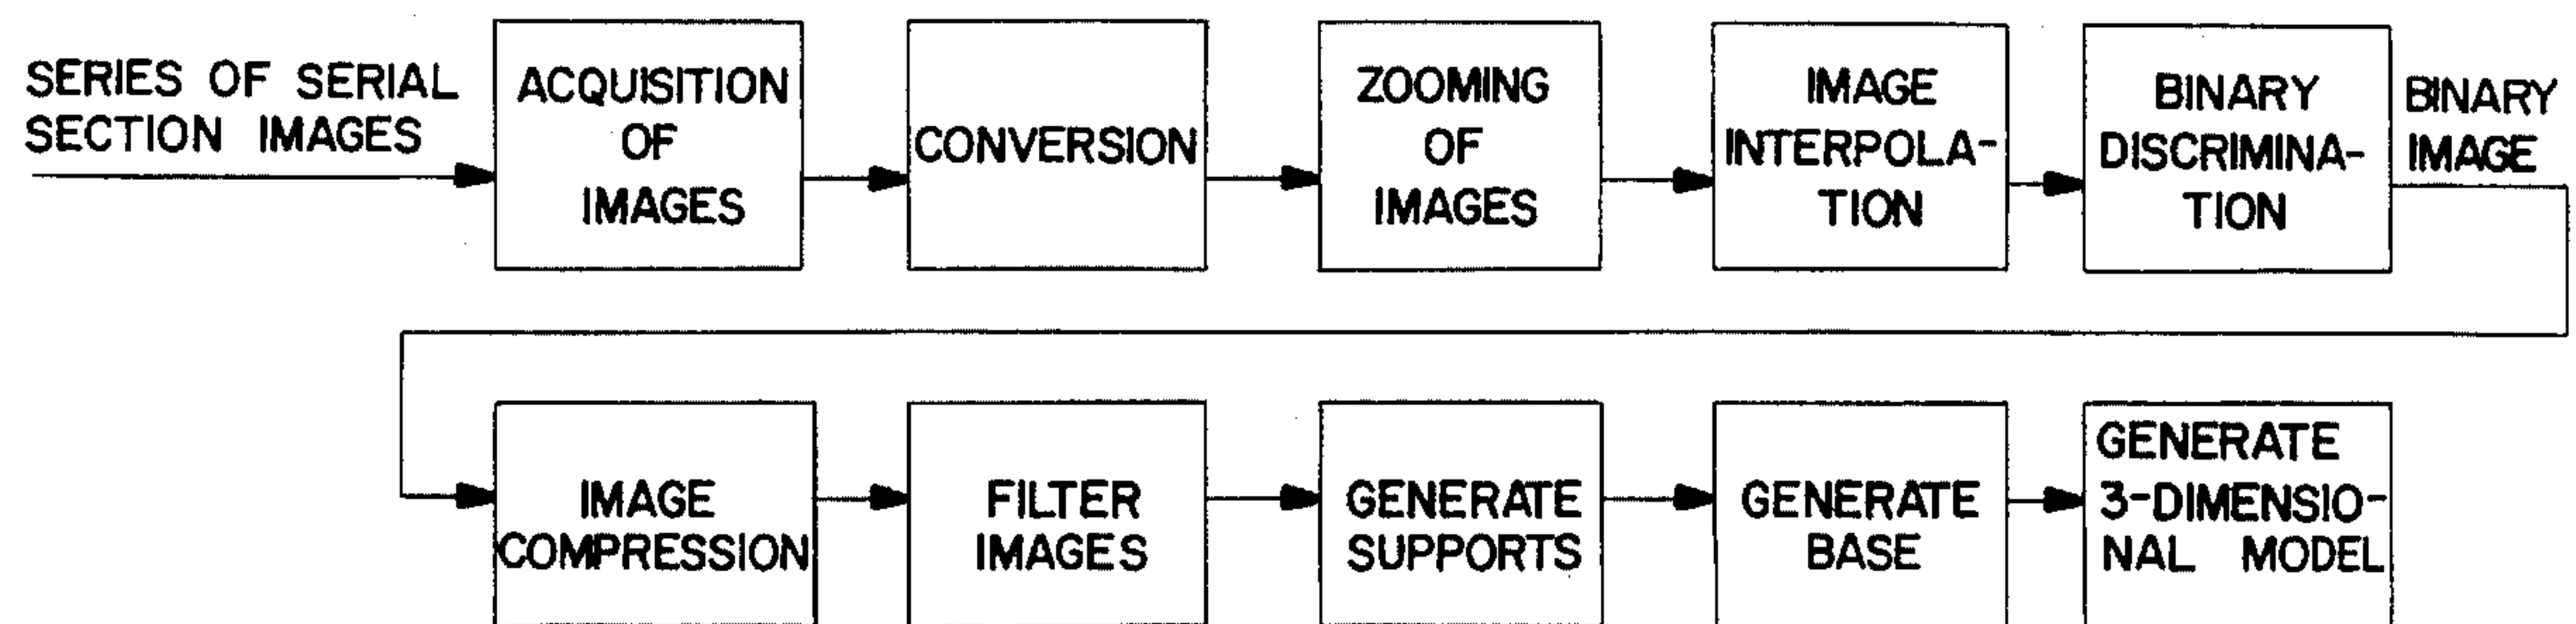 SERIES OF SERIAL
SECTION IMAGES
ACQUISITION
OF
IMAGES
CONVERSION
ZOOMING
OF
IMAGES
IMAGE
INTERPOLA-
TION
BINARY
DISCRIMINA-
TION
BINARY
IMAGE
IMAGE
COMPRESSION
FILTER
IMAGES
GENERATE
SUPPORTS
GENERATE
BASE
GENERATE
3-DIMENSIO-
NAL MODEL